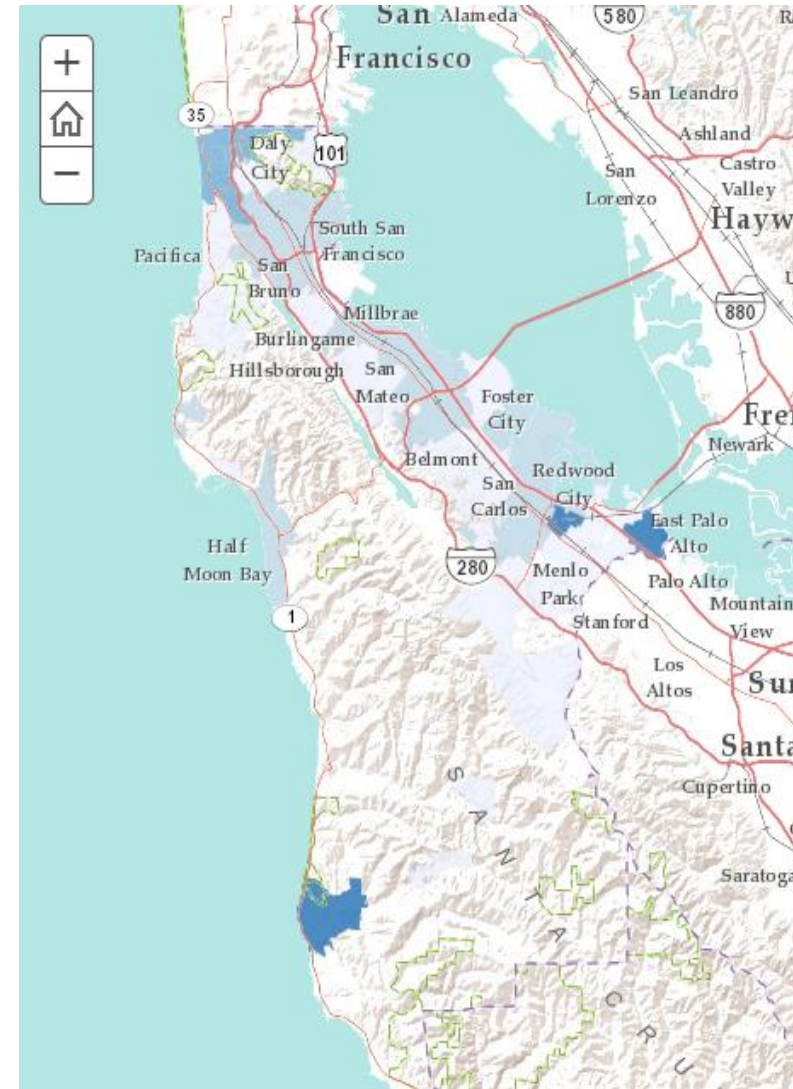 San Alameda
580
R
Francisco
+
San Leandro
35
Ashland
Daly
City
101
Castro
Valley
San
Lorenzo
−
Hayw
South San
Francisco
Pacifica
San
Bruno
880
U
Millbrae
Burlingame
Hillsborough
San
Mateo
Foster
City
Fre
Newark
Belmont
Redwood
City
San
Carlos
East Palo
Alto
Half
Moon Bay
280
Menlo
Park
Palo Alto
Mountain
View
1
Stanford
Los
Altos
Sur
Santa
Cupertino
SANTA CRU
Saratoga